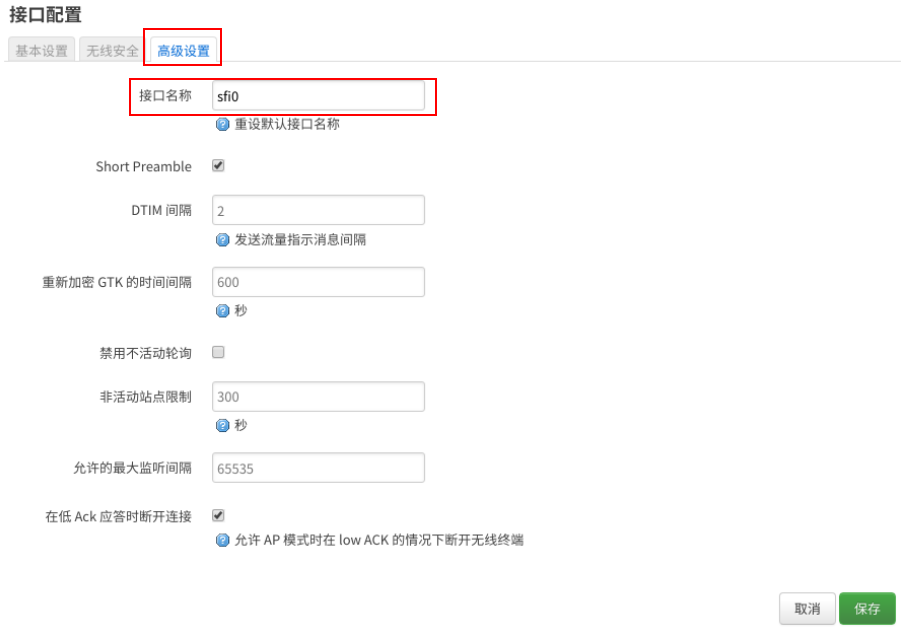 接口配置
基本设置 无线安全 高级设置
接口名称 sfi0
重设默认接口名称
Short Preamble
DTIM 间隔 2
发送流量指示消息间隔
重新加密 GTK 的时间间隔 600
秒
禁用不活动轮询
非活动站点限制 300
秒
允许的最大监听间隔 65535
在低 Ack 应答时断开连接
允许 AP 模式时在 low ACK 的情况下断开无线终端
取消 保存